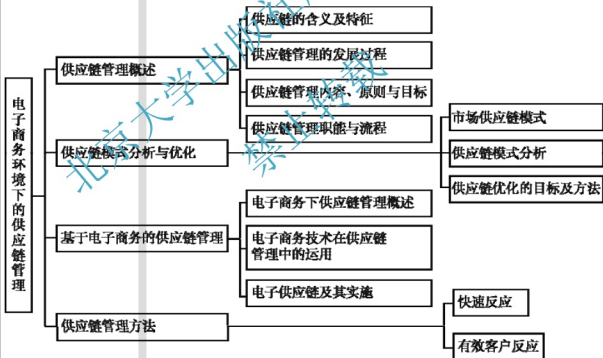 电子商务环境下的供应链管理
供应链管理概述
供应链的含义及特征
供应链管理的发展过程
供应链管理内容、原则与目标
供应链管理职能与流程
供应链模式分析与优化
市场供应链模式
供应链模式分析
供应链优化的目标及方法
基于电子商务的供应链管理
电子商务下供应链管理概述
电子商务技术在供应链
管理中的运用
电子供应链及其实施
供应链管理方法
快速反应
有效客户反应
北京大学出版社
禁止转载